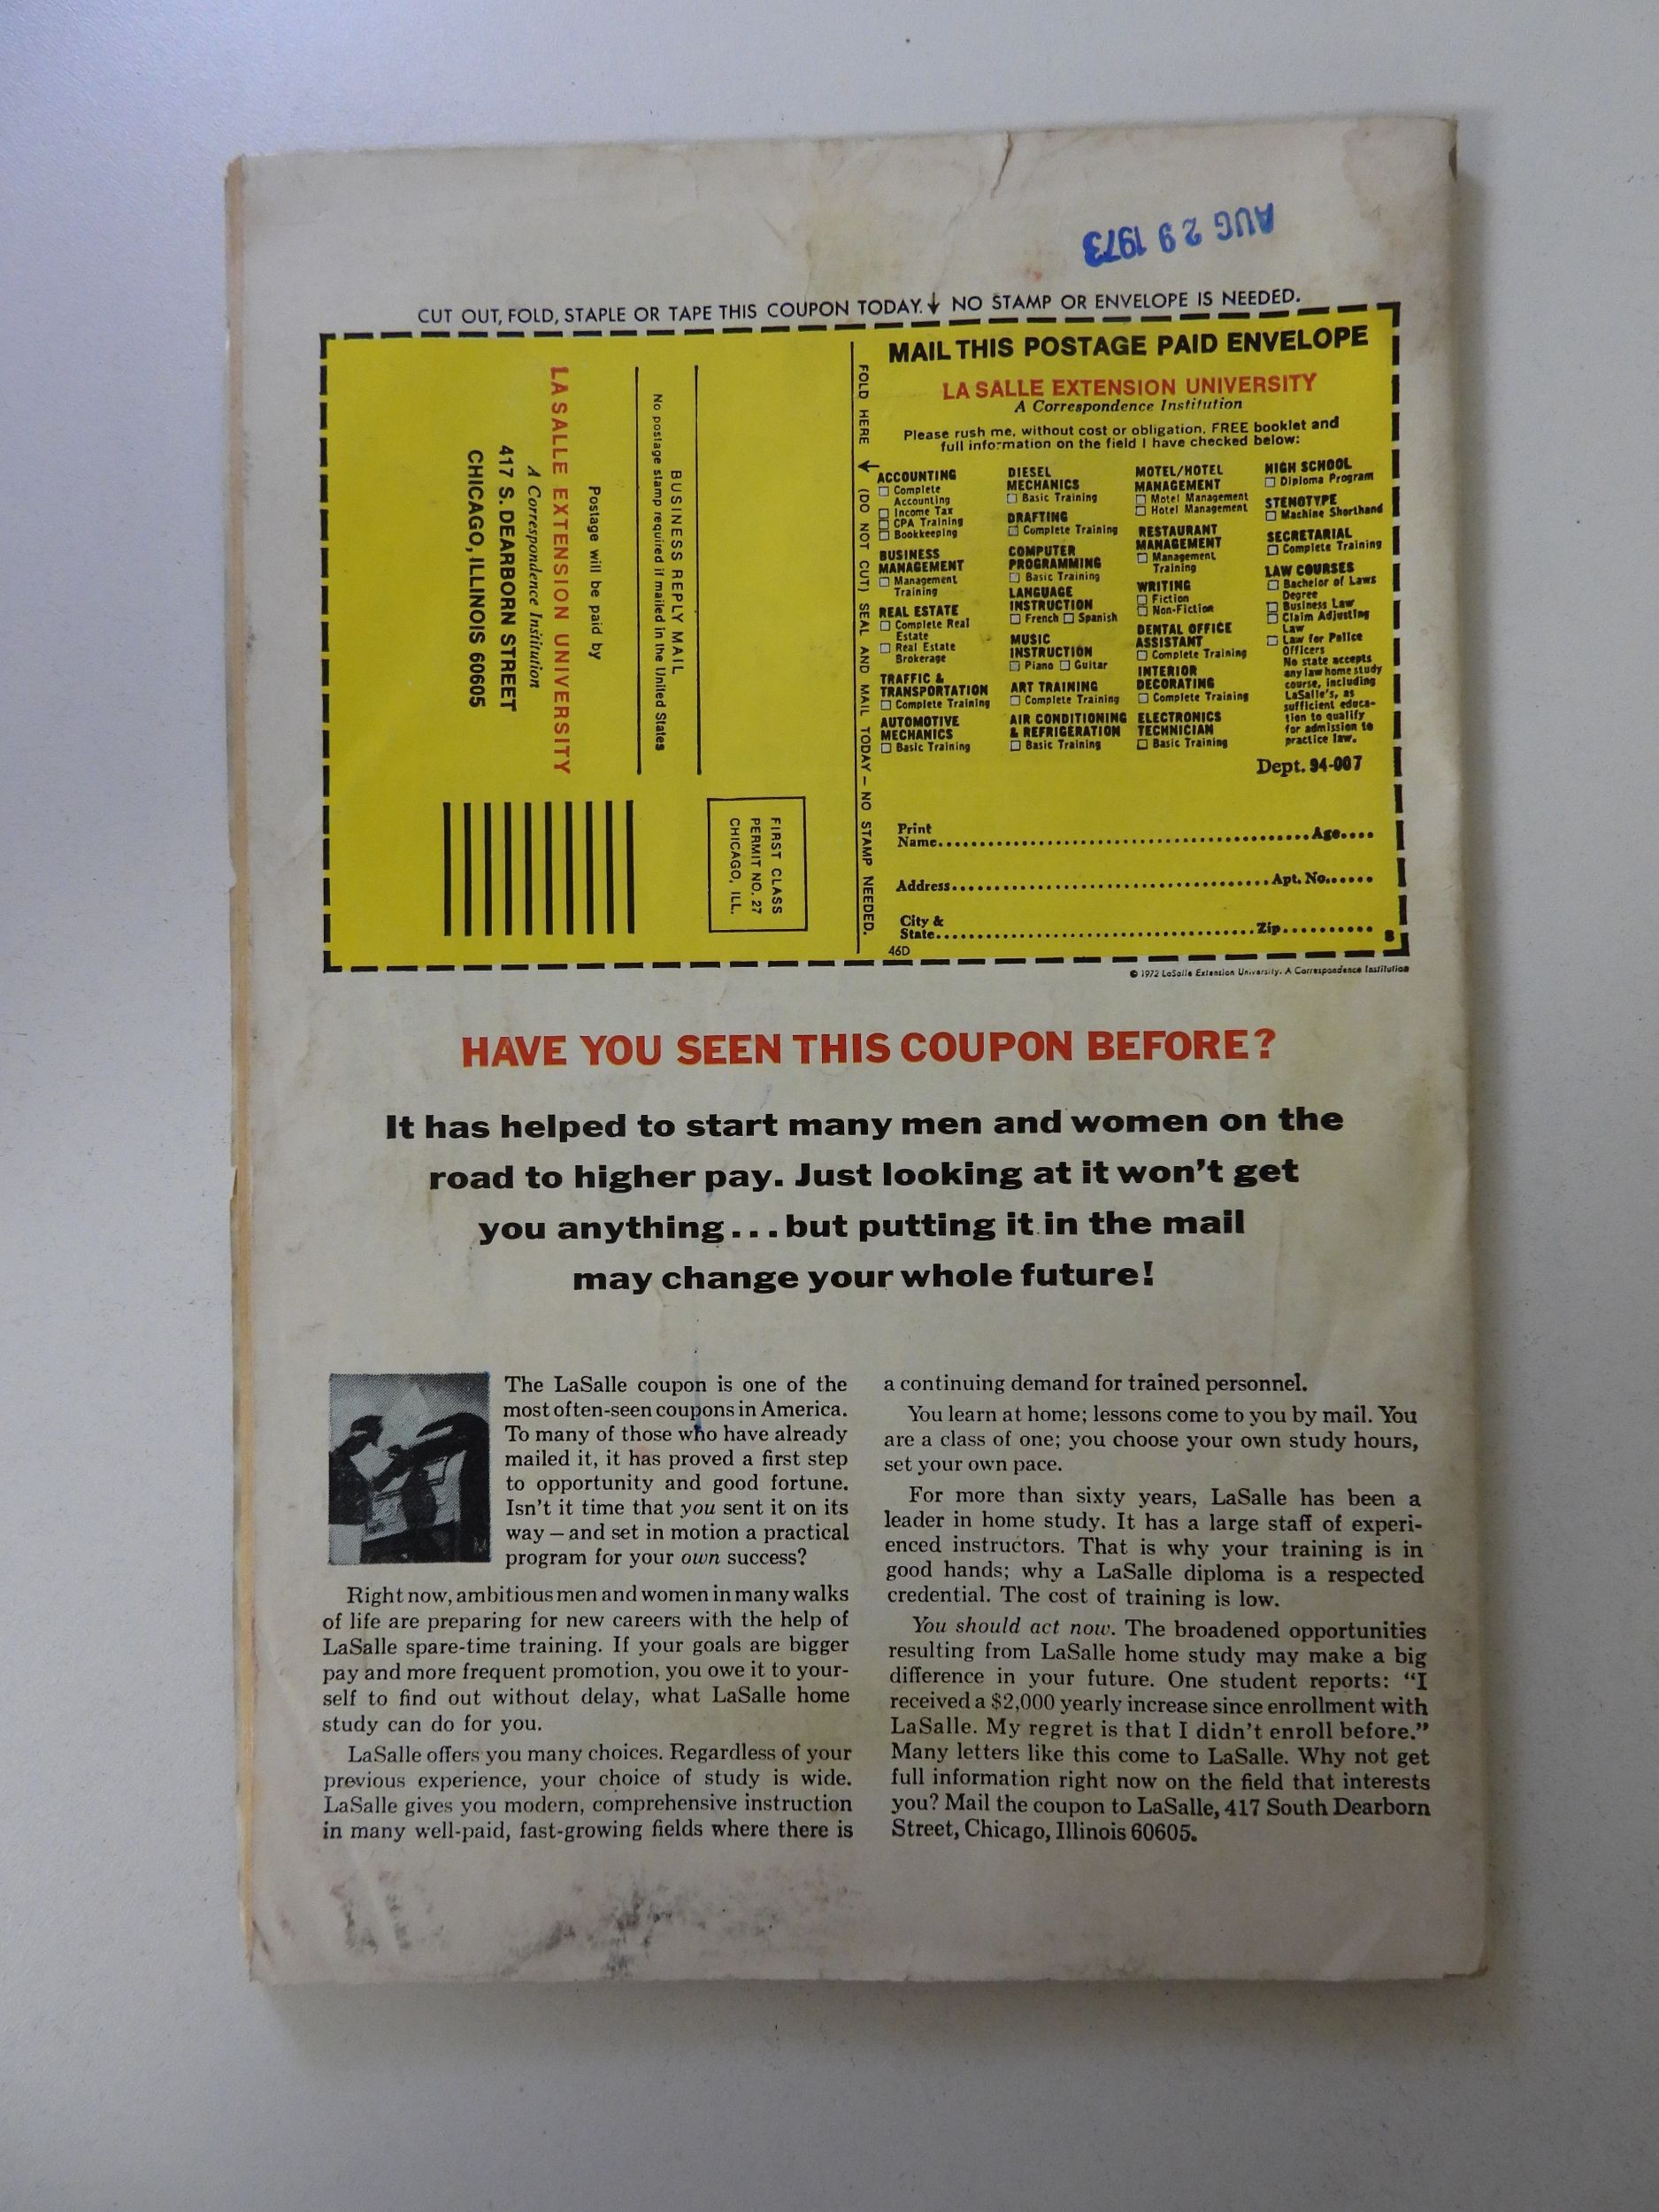 AUG 29 1973
CUT OUT, FOLD, STAPLE OR TAPE THIS COUPON TODAY. NO STAMP OR ENVELOPE IS NEEDED.
BUSINESS REPLY MAIL
No postage stamp required if mailed in the United States
Postage will be paid by
LA SALLE EXTENSION UNIVERSITY
A Correspondence Institution
417 S. DEARBORN STREET
CHICAGO, ILLINOIS 60605
FIRST CLASS
PERMIT NO. 27
CHICAGO, ILL.
FOLD HERE (DO NOT CUT) SEAL AND MAIL TODAY – NO STAMP NEEDED.
MAIL THIS POSTAGE PAID ENVELOPE
LA SALLE EXTENSION UNIVERSITY
A Correspondence Institution
Please rush me, without cost or obligation, FREE booklet and
full information on the field I have checked below:
ACCOUNTING
Complete
Accounting
Income Tax
CPA Training
Bookkeeping
BUSINESS
MANAGEMENT
Management
Training
REAL ESTATE
Complete Real
Estate
Real Estate
Brokerage
TRAFFIC &
TRANSPORTATION
Complete Training
AUTOMOTIVE
MECHANICS
Basic Training
DIESEL
MECHANICS
Basic Training
DRAFTING
Complete Training
COMPUTER
PROGRAMMING
Basic Training
LANGUAGE
INSTRUCTION
French Spanish
MUSIC
INSTRUCTION
Piano Guitar
ART TRAINING
Complete Training
AIR CONDITIONING
& REFRIGERATION
Basic Training
MOTEL/HOTEL
MANAGEMENT
Motel Management
Hotel Management
RESTAURANT
MANAGEMENT
Management
Training
WRITING
Fiction
Non-Fiction
DENTAL OFFICE
ASSISTANT
Complete Training
INTERIOR
DECORATING
Complete Training
ELECTRONICS
TECHNICIAN
Basic Training
HIGH SCHOOL
Diploma Program
STENOTYPE
Machine Shorthand
SECRETARIAL
Complete Training
LAW COURSES
Bachelor of Laws
Degree
Business Law
Claim Adjusting
Law
Law for Police
Officers
No state accepts
any law home study
course, including
LaSalle's, as
sufficient educa-
tion to qualify
for admission to
practice law.
Dept. 94-007
Print
Name Age
Address Apt. No.
City &
State Zip
46D 8
© 1972 LaSalle Extension University. A Correspondence Institution
HAVE YOU SEEN THIS COUPON BEFORE?
It has helped to start many men and women on the
road to higher pay. Just looking at it won't get
you anything...but putting it in the mail
may change your whole future!
The LaSalle coupon is one of the
most often-seen coupons in America.
To many of those who have already
mailed it, it has proved a first step
to opportunity and good fortune.
Isn't it time that you sent it on its
way – and set in motion a practical
program for your own success?
Right now, ambitious men and women in many walks
of life are preparing for new careers with the help of
LaSalle spare-time training. If your goals are bigger
pay and more frequent promotion, you owe it to your-
self to find out without delay, what LaSalle home
study can do for you.
LaSalle offers you many choices. Regardless of your
previous experience, your choice of study is wide.
LaSalle gives you modern, comprehensive instruction
in many well-paid, fast-growing fields where there is
a continuing demand for trained personnel.
You learn at home; lessons come to you by mail. You
are a class of one; you choose your own study hours,
set your own pace.
For more than sixty years, LaSalle has been a
leader in home study. It has a large staff of experi-
enced instructors. That is why your training is in
good hands; why a LaSalle diploma is a respected
credential. The cost of training is low.
You should act now. The broadened opportunities
resulting from LaSalle home study may make a big
difference in your future. One student reports: "I
received a $2,000 yearly increase since enrollment with
LaSalle. My regret is that I didn't enroll before."
Many letters like this come to LaSalle. Why not get
full information right now on the field that interests
you? Mail the coupon to LaSalle, 417 South Dearborn
Street, Chicago, Illinois 60605.